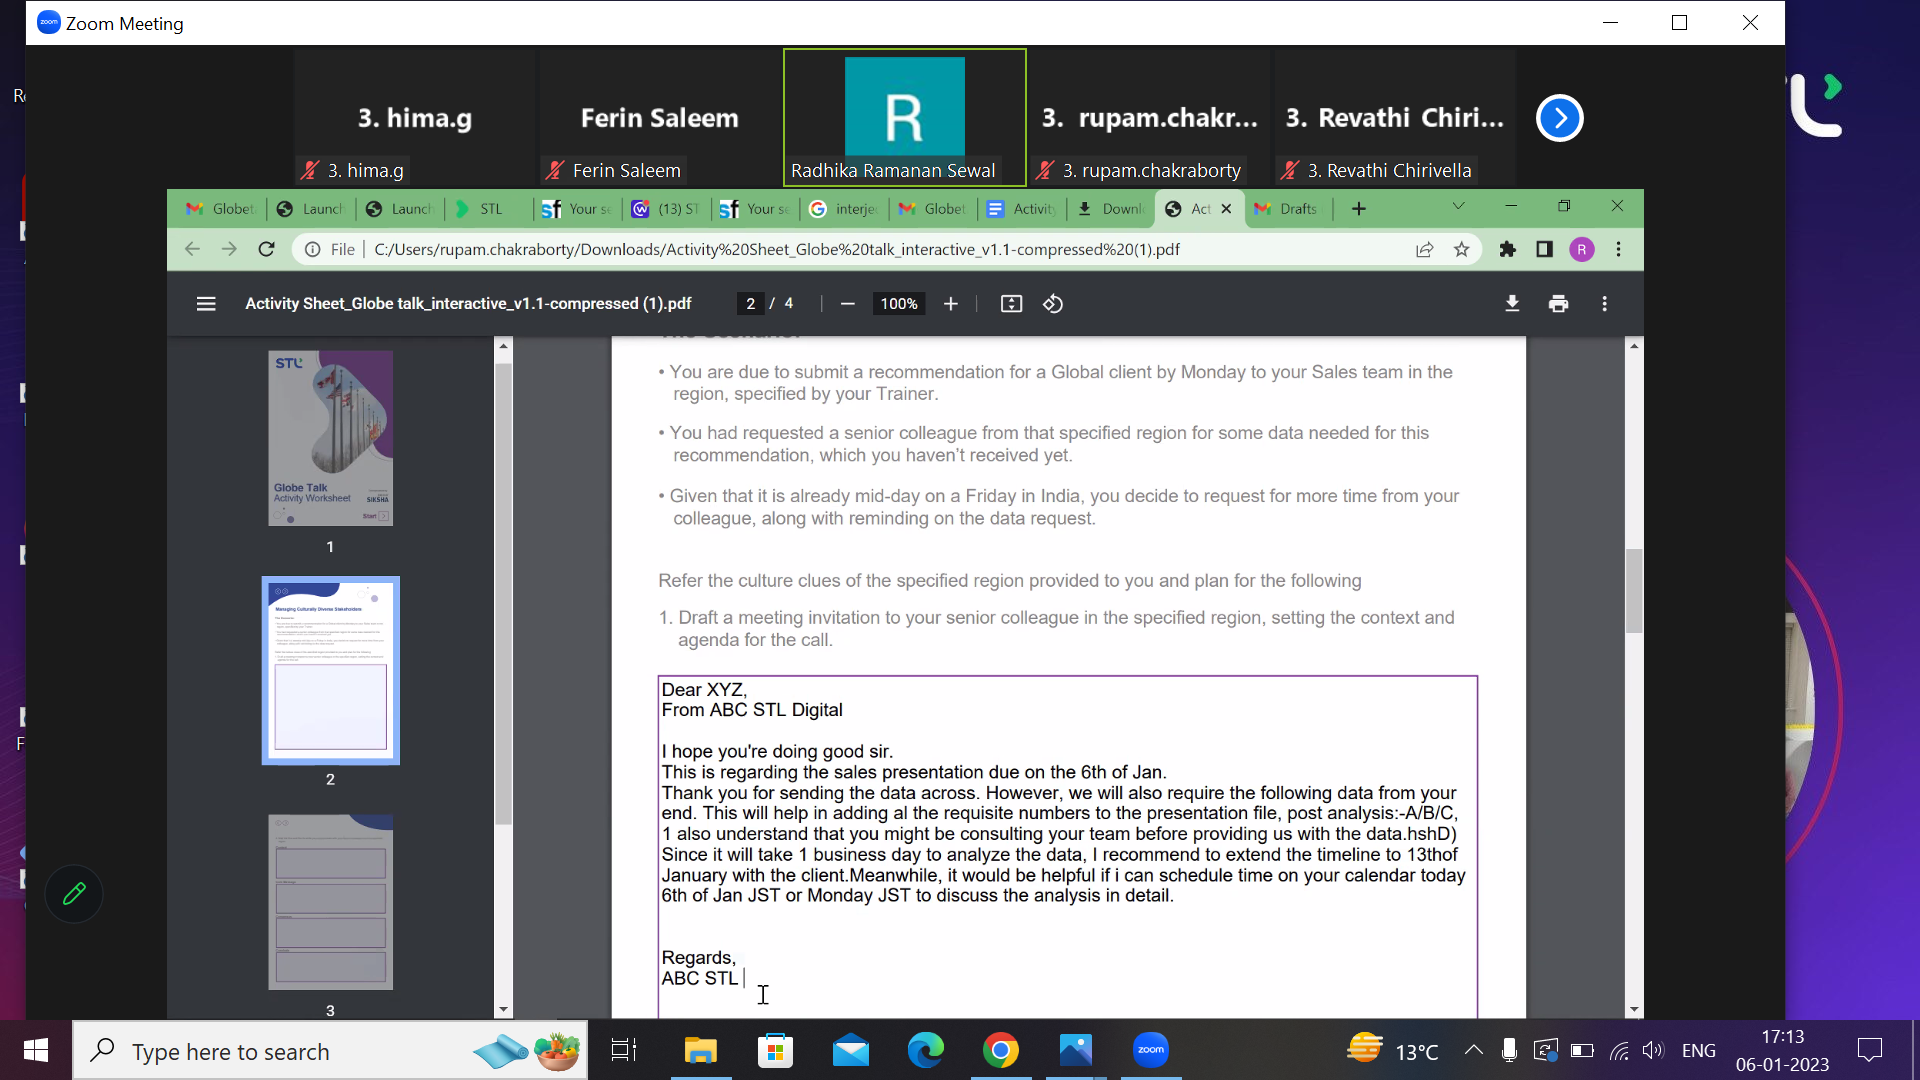 Zoom Meeting
3. hima.g
Ferin Saleem
R
3. rupam.chakr...
3. Revathi Chiri...
3. hima.g
Ferin Saleem
Radhika Ramanan Sewal
3. rupam.chakraborty
3. Revathi Chirivella
Globet
Launch
Launch
STL
Your se
(13) ST
Your se
interje
Globet
Activity
Downl
Act
Drafts
File
C:/Users/rupam.chakraborty/Downloads/Activity%20Sheet_Globe%20talk_interactive_v1.1-compressed%20(1).pdf
R
Activity Sheet_Globe talk_interactive_v1.1-compressed (1).pdf
2 / 4
100%
STL
Globe Talk
Activity Worksheet
SIKSHA
Start
1
Managing Culturally Diverse Stakeholders
2
3
• You are due to submit a recommendation for a Global client by Monday to your Sales team in the
region, specified by your Trainer.
• You had requested a senior colleague from that specified region for some data needed for this
recommendation, which you haven't received yet.
• Given that it is already mid-day on a Friday in India, you decide to request for more time from your
colleague, along with reminding on the data request.
Refer the culture clues of the specified region provided to you and plan for the following
1. Draft a meeting invitation to your senior colleague in the specified region, setting the context and
agenda for the call.
Dear XYZ,
From ABC STL Digital
I hope you're doing good sir.
This is regarding the sales presentation due on the 6th of Jan.
Thank you for sending the data across. However, we will also require the following data from your
end. This will help in adding al the requisite numbers to the presentation file, post analysis:-A/B/C,
1 also understand that you might be consulting your team before providing us with the data.hshD)
Since it will take 1 business day to analyze the data, I recommend to extend the timeline to 13thof
January with the client.Meanwhile, it would be helpful if i can schedule time on your calendar today
6th of Jan JST or Monday JST to discuss the analysis in detail.
Regards,
ABC STL
Type here to search
zoom
13°C
ENG
17:13
06-01-2023